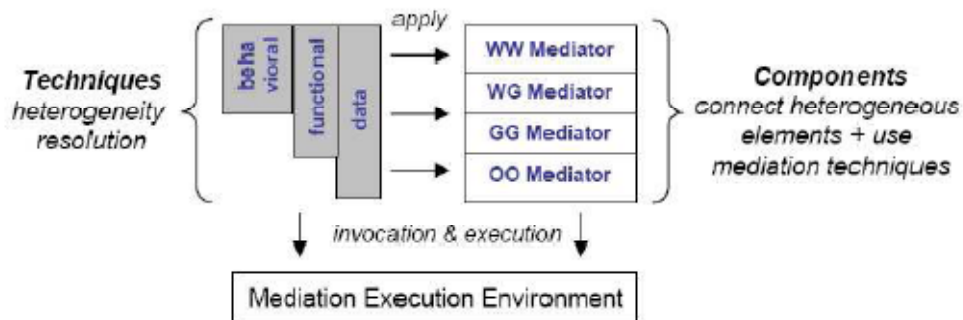 apply
Techniques
heterogeneity
resolution
beha
vioral
functional
data
WW Mediator
WG Mediator
GG Mediator
OO Mediator
Components
connect heterogeneous
elements + use
mediation techniques
invocation & execution
Mediation Execution Environment